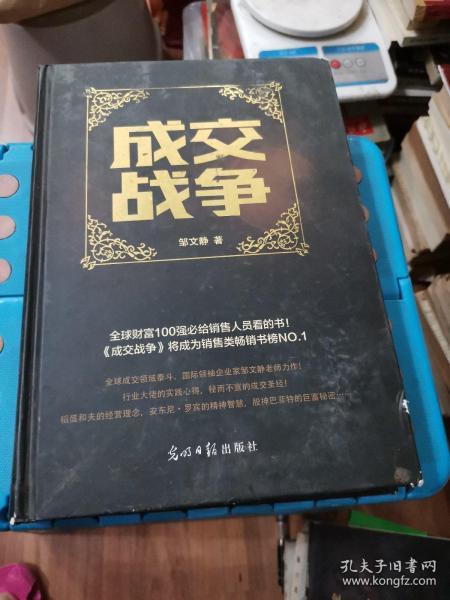 成交
战争
邹文静 著
全球财富100强必给销售人员看的书！
《成交战争》将成为销售类畅销书榜NO.1
全球成交领域泰斗、国际领袖企业家邹文静老师力作！
行业大佬的实践心得，秘而不宣的成交圣经！
稻盛和夫的经营理念，安东尼·罗宾的精神智慧，股神巴菲特的巨富秘密……
光明日报出版社
孔夫子旧书网
www.kongfz.com